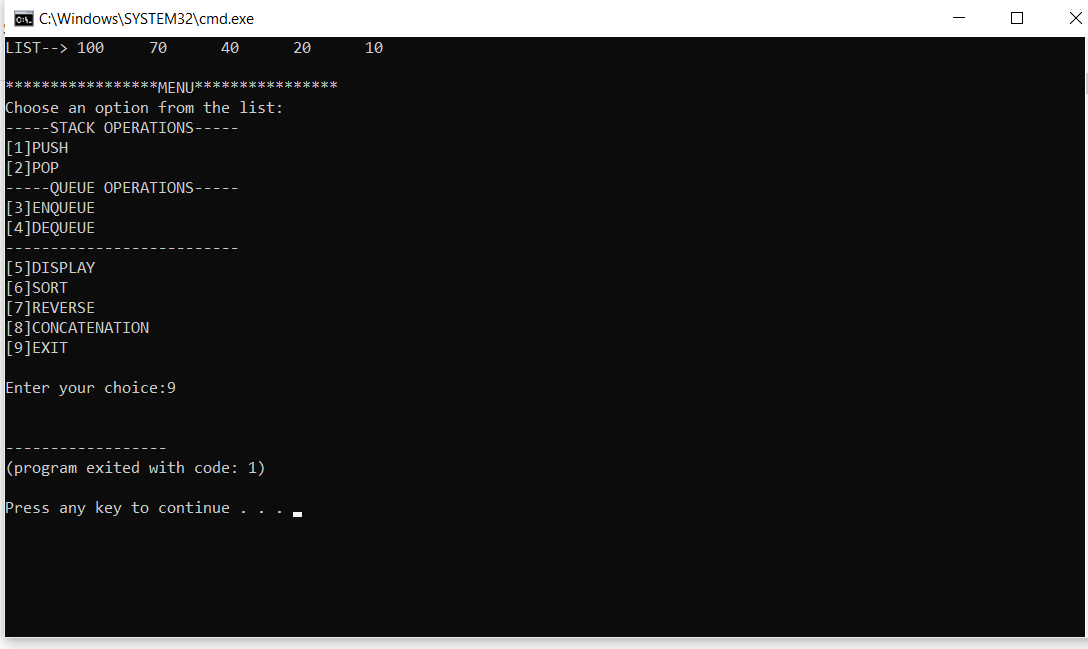 C:\Windows\SYSTEM32\cmd.exe
LIST--> 100     70      40      20      10
*****************MENU****************
Choose an option from the list:
-----STACK OPERATIONS-----
[1]PUSH
[2]POP
-----QUEUE OPERATIONS-----
[3]ENQUEUE
[4]DEQUEUE
--------------------------
[5]DISPLAY
[6]SORT
[7]REVERSE
[8]CONCATENATION
[9]EXIT
Enter your choice:9
------------------
(program exited with code: 1)
Press any key to continue . . .